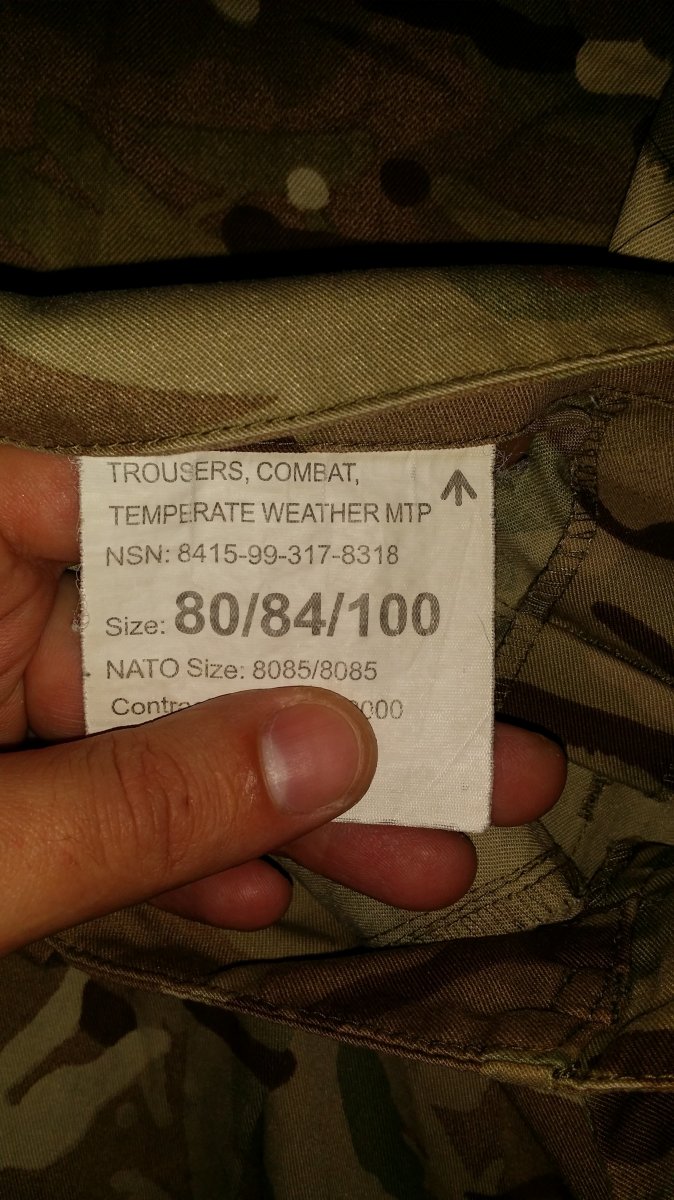 TROUSERS, COMBAT,
TEMPERATE WEATHER MTP
NSN: 8415-99-317-8318
Size: 80/84/100
NATO Size: 8085/8085